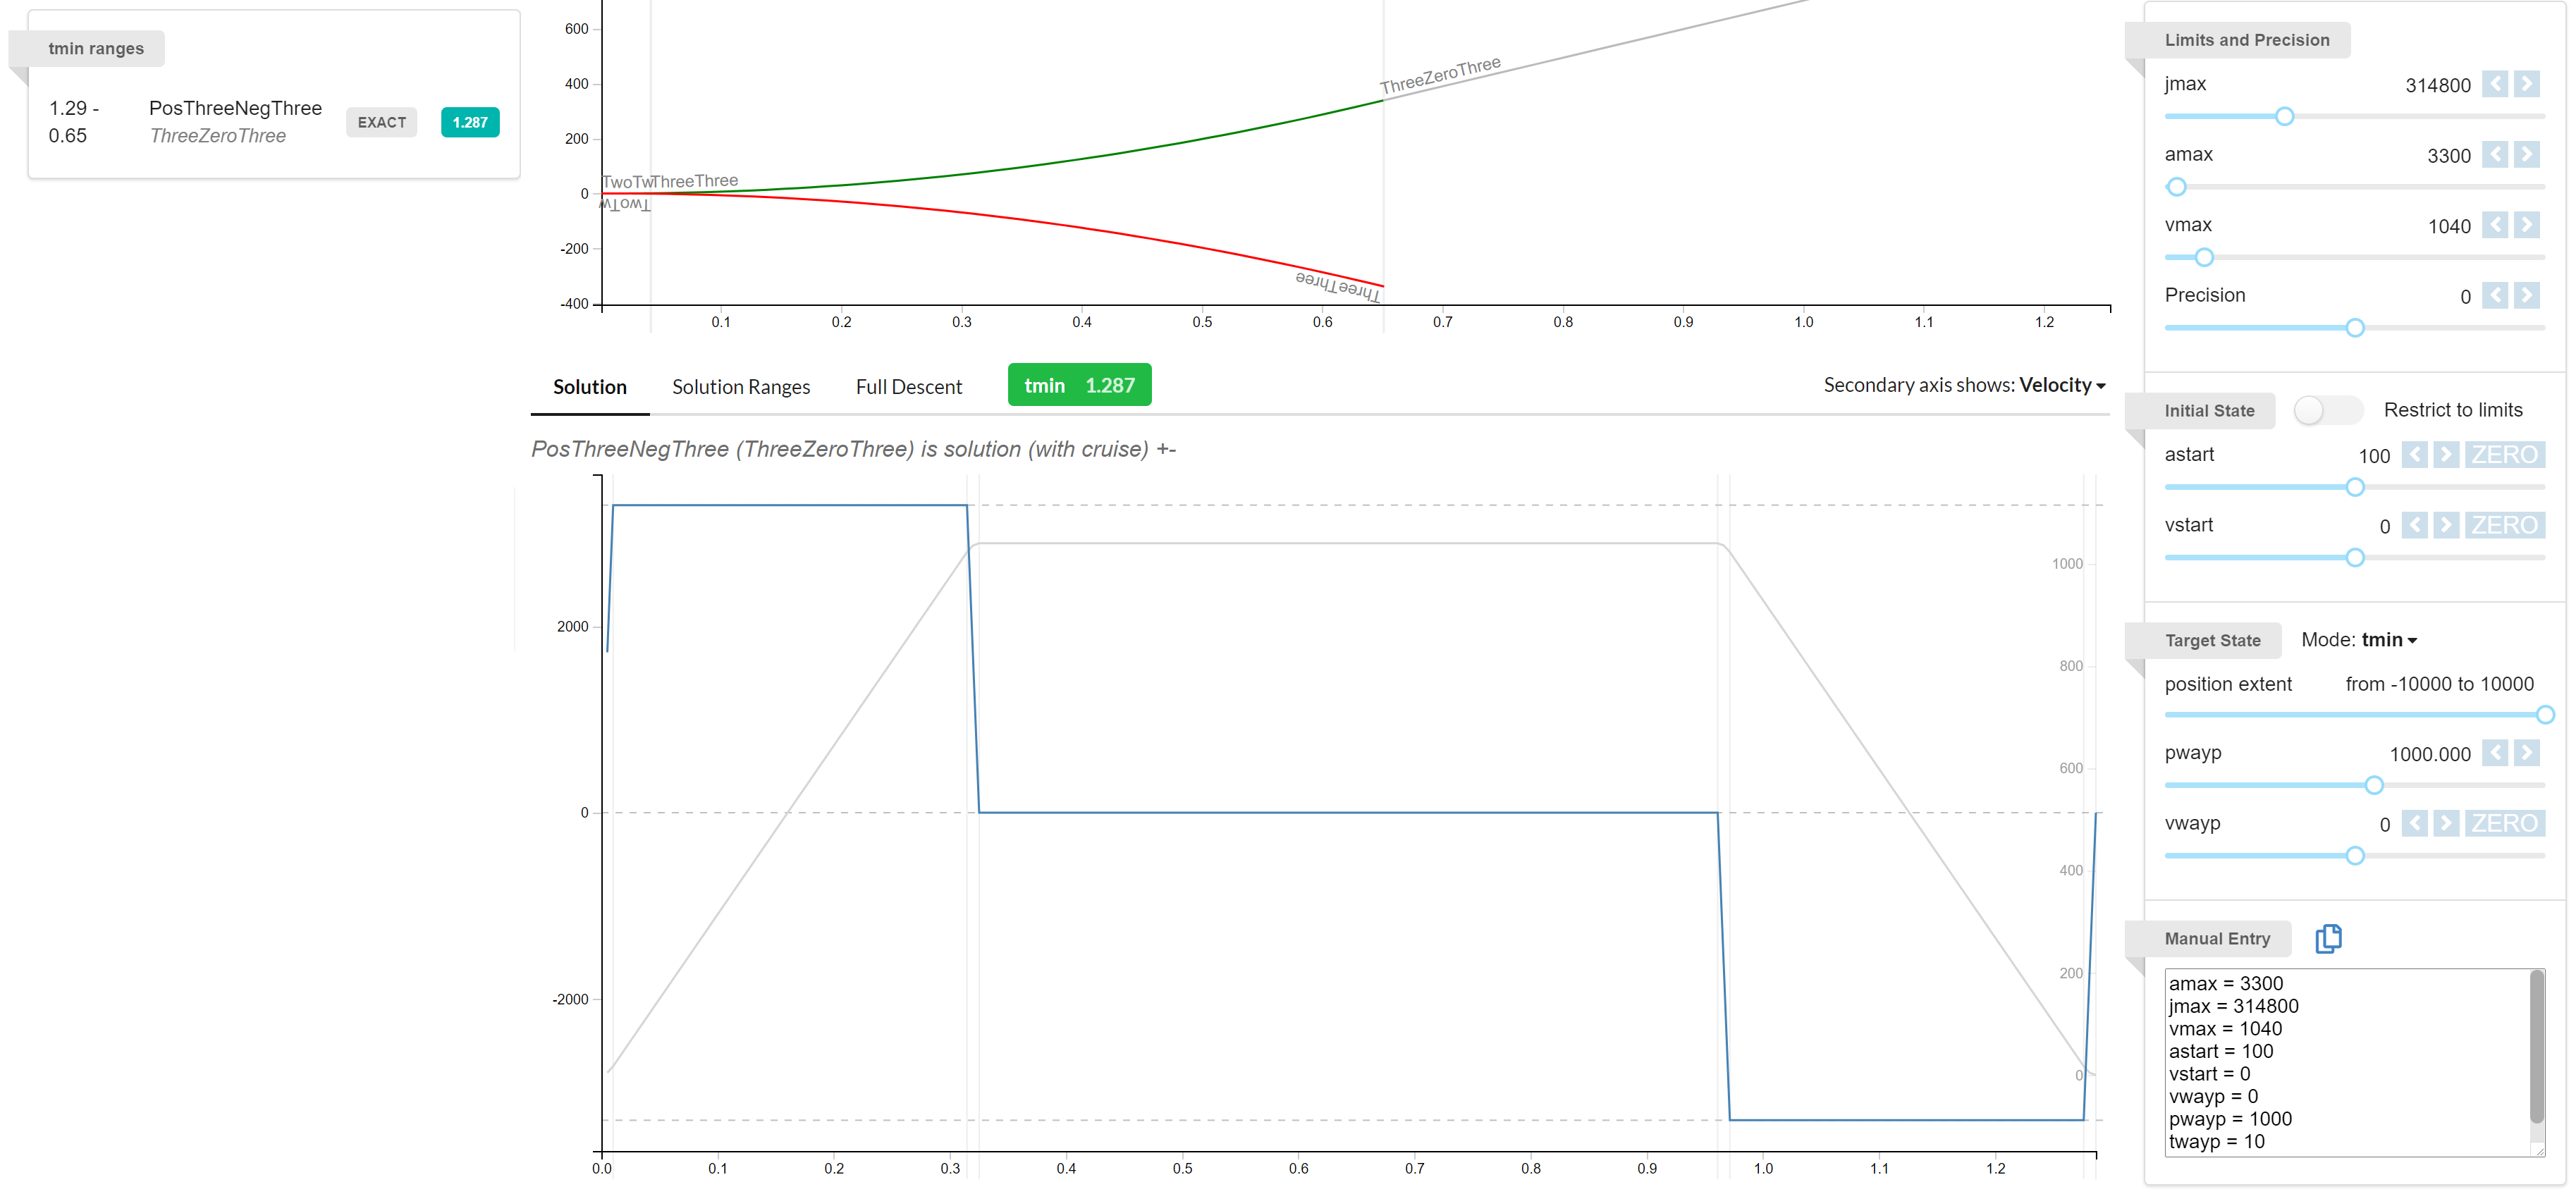 tmin ranges
1.29 -
0.65
PosThreeNegThree
ThreeZeroThree
EXACT
1.287
600
400
200
0
-200
-400
ThreeZeroThree
TwoTw
ThreeThree
TwoTw
ThreeThree
0.1 0.2 0.3 0.4 0.5 0.6 0.7 0.8 0.9 1.0 1.1 1.2
Solution Solution Ranges Full Descent tmin 1.287
Secondary axis shows: Velocity
PosThreeNegThree (ThreeZeroThree) is solution (with cruise) +-
2000
0
-2000
1000
800
600
400
200
0
0.0 0.1 0.2 0.3 0.4 0.5 0.6 0.7 0.8 0.9 1.0 1.1 1.2
Limits and Precision
jmax 314800
amax 3300
vmax 1040
Precision 0
Initial State Restrict to limits
astart 100 ZERO
vstart 0 ZERO
Target State Mode: tmin
position extent from -10000 to 10000
pwayp 1000.000
vwayp 0 ZERO
Manual Entry
amax = 3300
jmax = 314800
vmax = 1040
astart = 100
vstart = 0
vwayp = 0
pwayp = 1000
twayp = 10